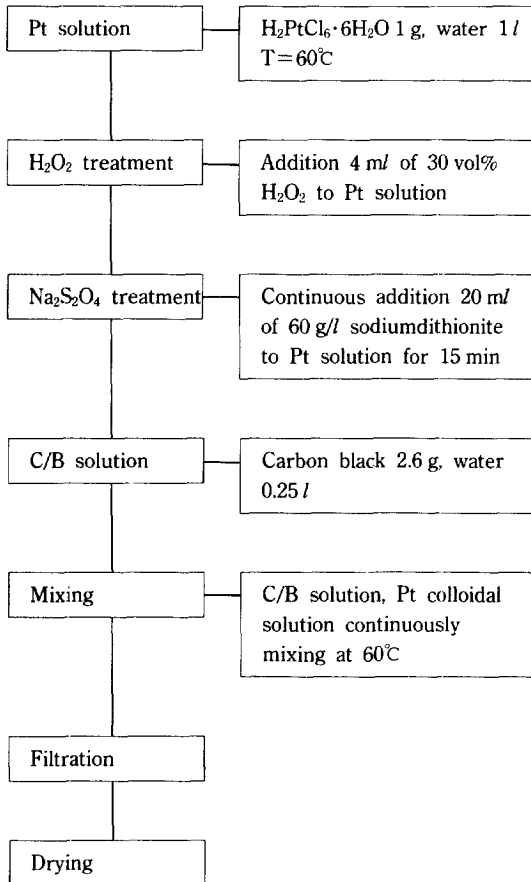 Pt solution
H₂PtCl₆·6H₂O 1 g, water 1 l
T=60℃
H₂O₂ treatment
Addition 4 ml of 30 vol%
H₂O₂ to Pt solution
Na₂S₂O₄ treatment
Continuous addition 20 ml
of 60 g/l sodiumdithionite
to Pt solution for 15 min
C/B solution
Carbon black 2.6 g, water
0.25 l
Mixing
C/B solution, Pt colloidal
solution continuously
mixing at 60℃
Filtration
Drying